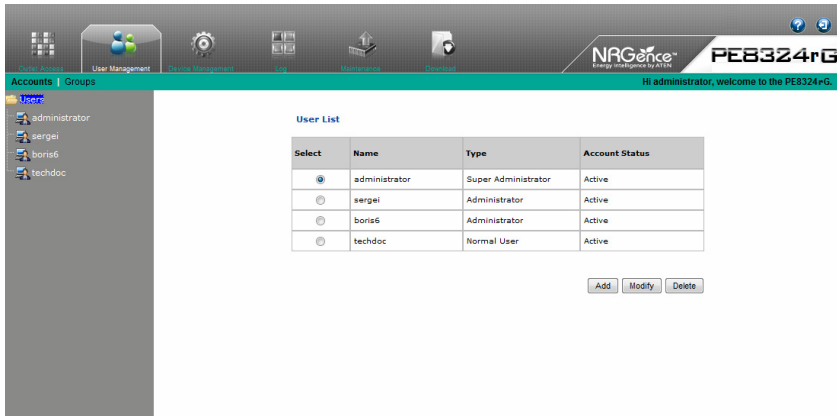 NRGence™
Energy Intelligence by ATEN
PE8324rG
Outlet Access
User Management
Device Management
Log
Maintenance
Download
Accounts | Groups
Hi administrator, welcome to the PE8324rG.
Users
administrator
sergei
boris6
techdoc
User List
Select Name Type Account Status
administrator Super Administrator Active
sergei Administrator Active
boris6 Administrator Active
techdoc Normal User Active
Add Modify Delete